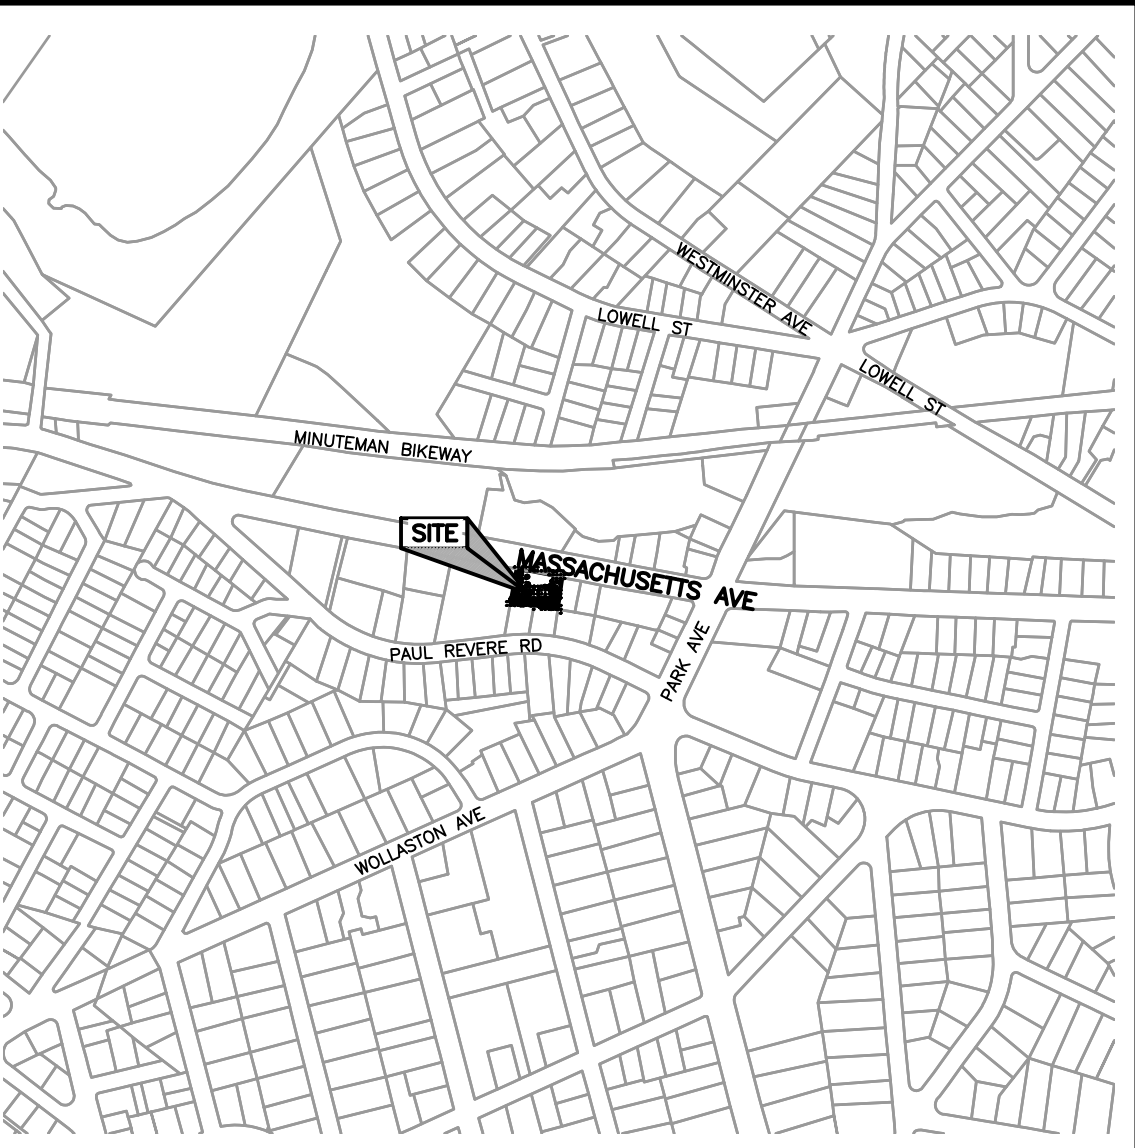 WESTMINSTER AVE
LOWELL ST
LOWELL ST
MINUTEMAN BIKEWAY
SITE
MASSACHUSETTS AVE
PAUL REVERE RD
PARK AVE
WOLLASTON AVE